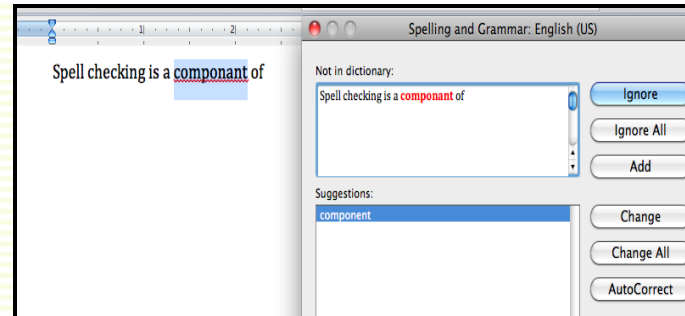 1 2
Spelling and Grammar: English (US)
Spell checking is a componant of
Not in dictionary:
Spell checking is a componant of
Ignore
Ignore All
Add
Suggestions:
component
Change
Change All
AutoCorrect